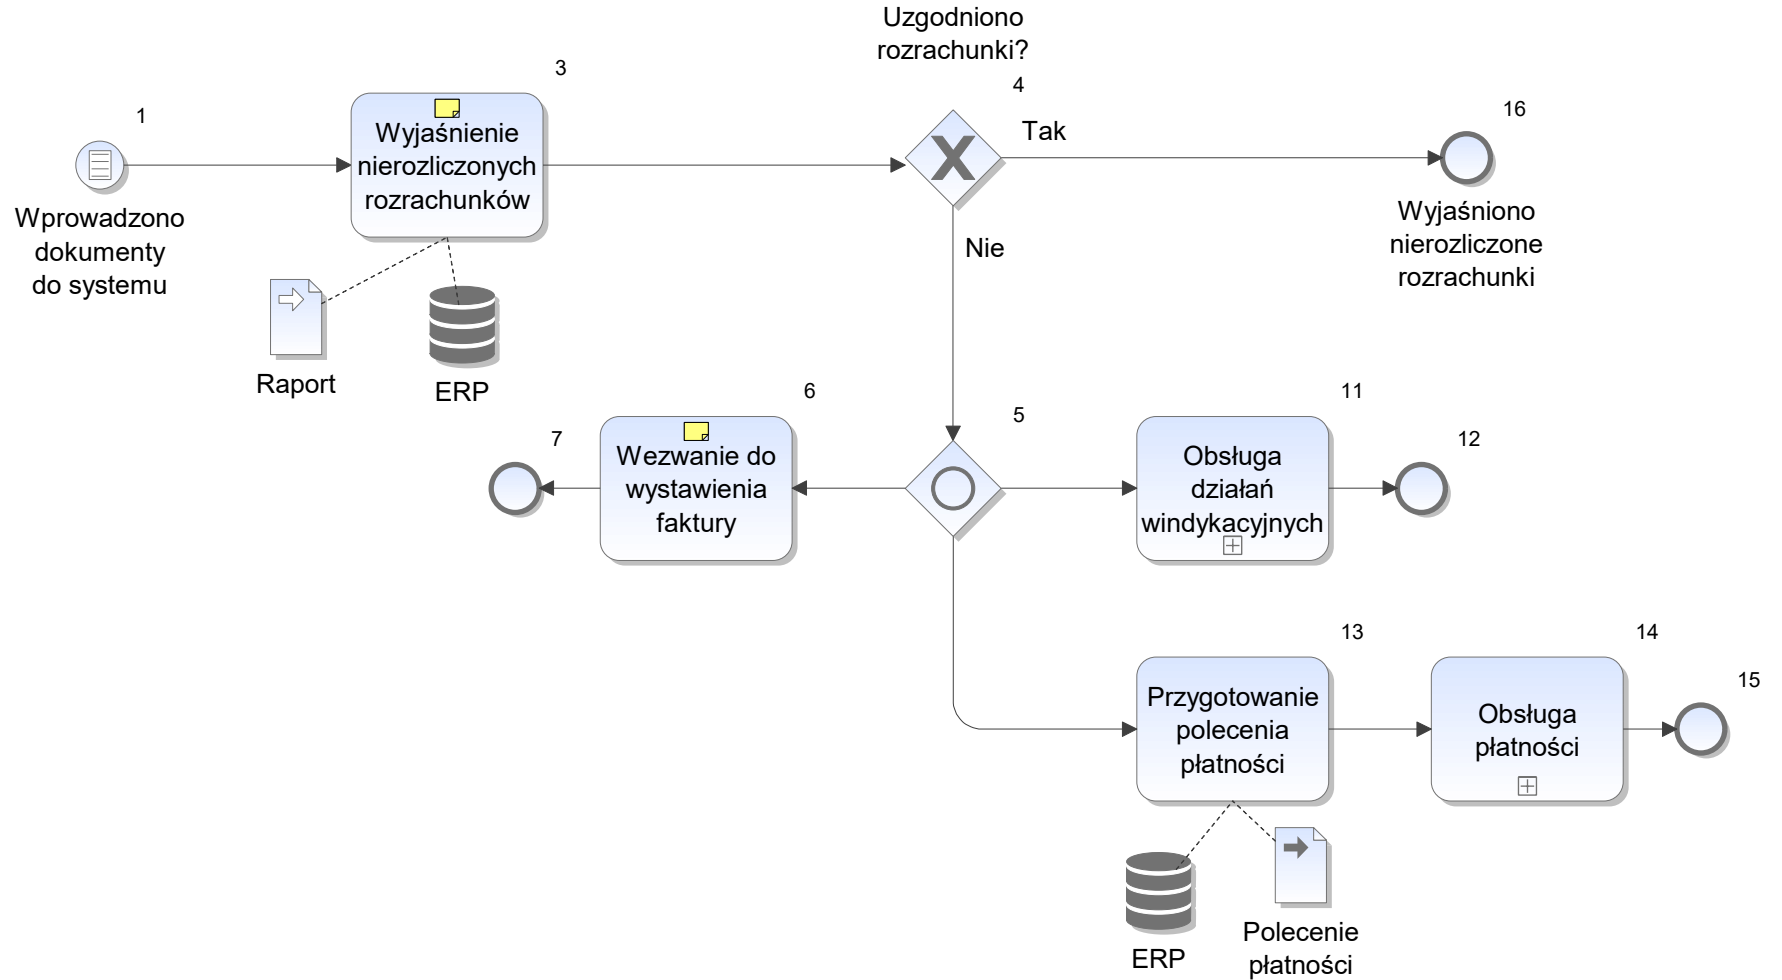 Uzgodniono
rozrachunki?
3
4
1
16
Tak
Wyjaśnienie
nierozliczonych
rozrachunków
Wprowadzono
dokumenty
do systemu
Wyjaśniono
nierozliczone
rozrachunki
Nie
Raport
ERP
6
11
5
7
12
Wezwanie do
wystawienia
faktury
Obsługa
działań
windykacyjnych
13
14
15
Przygotowanie
polecenia
płatności
Obsługa
płatności
ERP
Polecenie
płatności